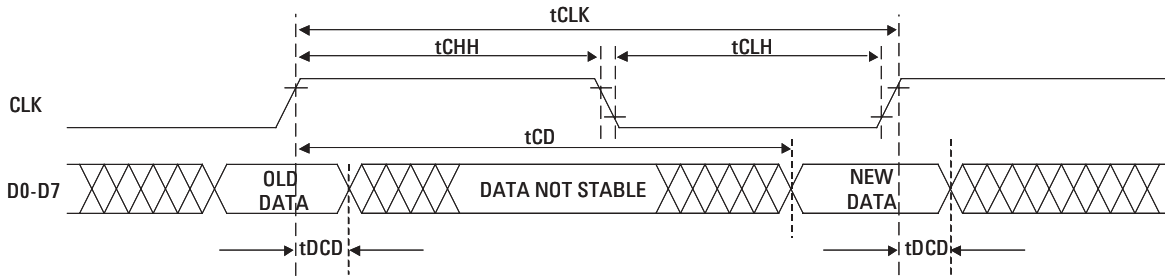 tCLK
tCHH
tCLH
CLK
tCD
D0-D7
OLD
DATA
DATA NOT STABLE
NEW
DATA
tDCD
tDCD